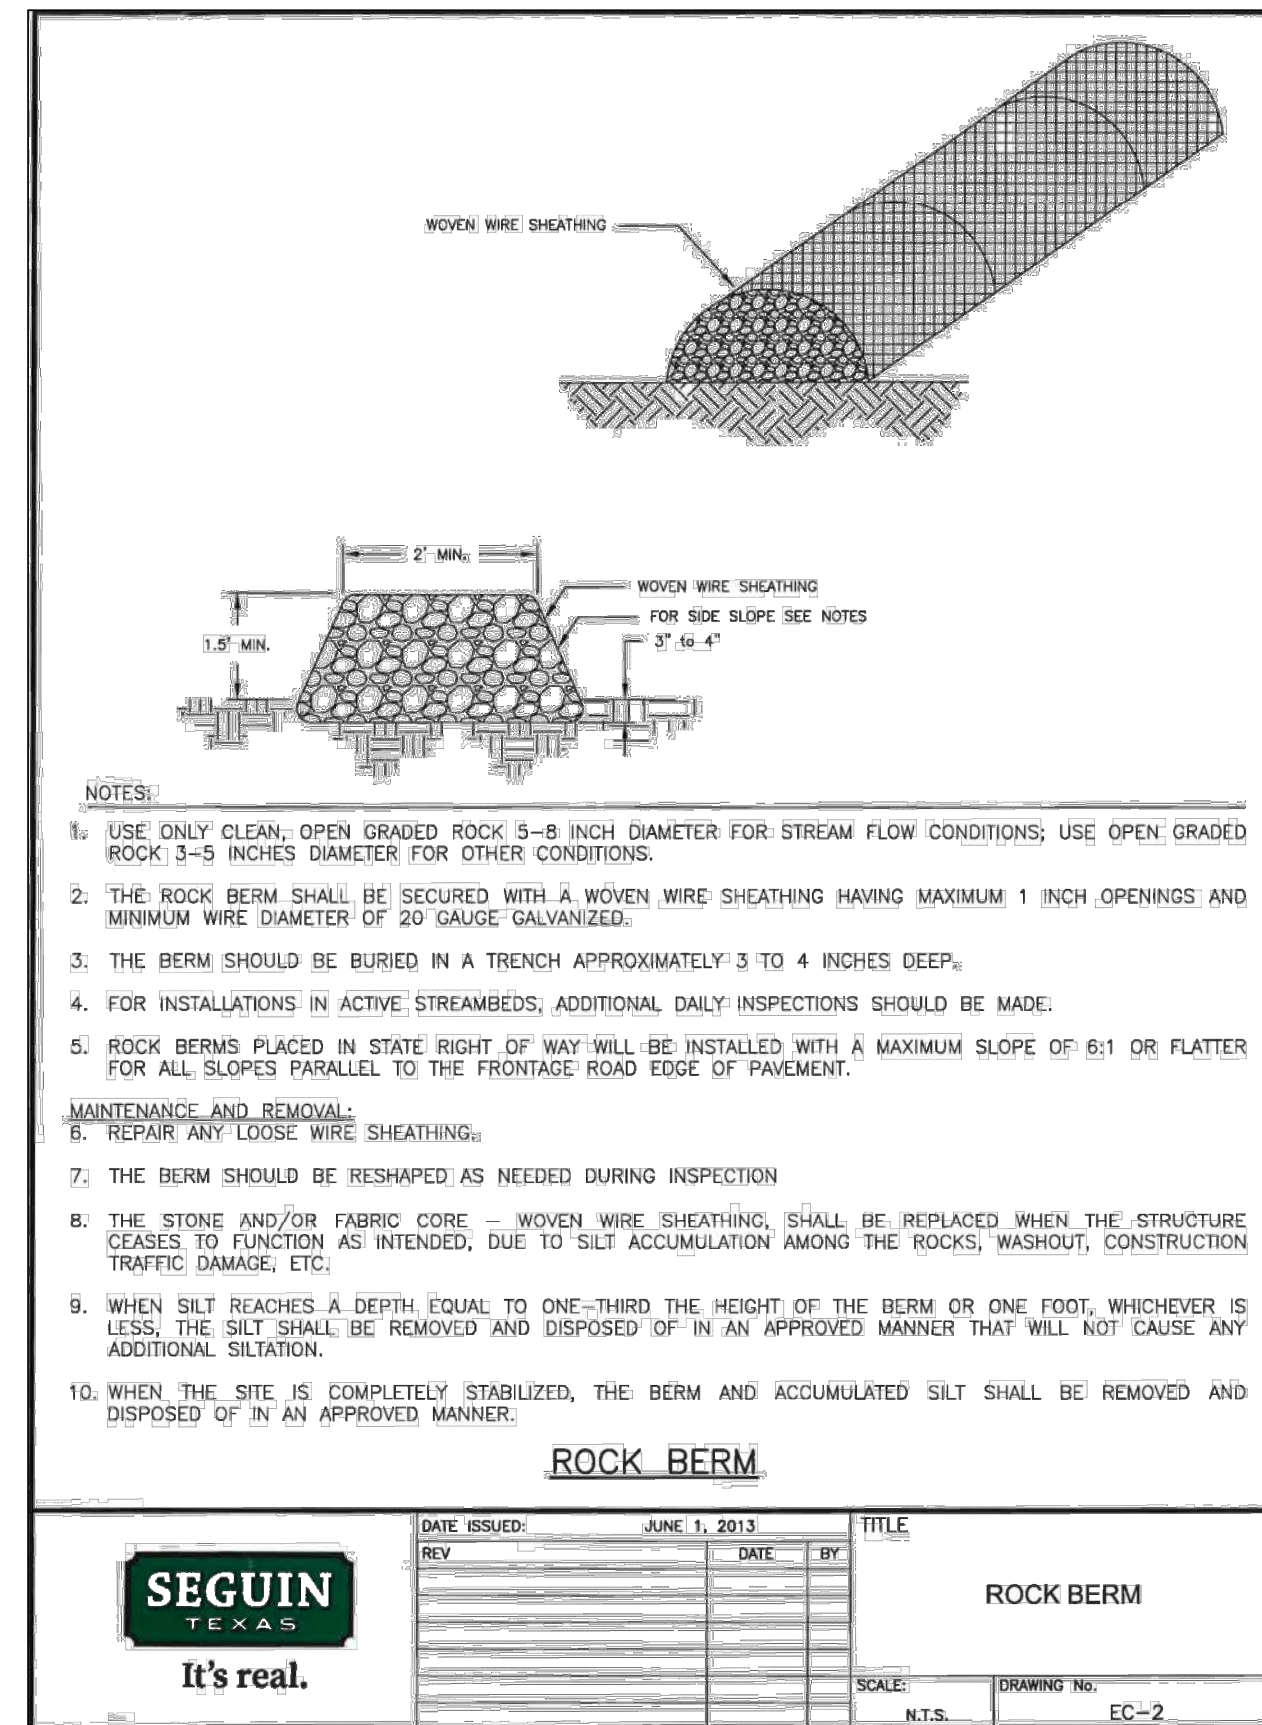 WOVEN WIRE SHEATHING
2' MIN.
WOVEN WIRE SHEATHING
FOR SIDE SLOPE SEE NOTES
1.5' MIN.
3" to 4"
NOTES:
1. USE ONLY CLEAN, OPEN GRADED ROCK 5-8 INCH DIAMETER FOR STREAM FLOW CONDITIONS; USE OPEN GRADED
ROCK 3-5 INCHES DIAMETER FOR OTHER CONDITIONS.
2. THE ROCK BERM SHALL BE SECURED WITH A WOVEN WIRE SHEATHING HAVING MAXIMUM 1 INCH OPENINGS AND
MINIMUM WIRE DIAMETER OF 20 GAUGE GALVANIZED.
3. THE BERM SHOULD BE BURIED IN A TRENCH APPROXIMATELY 3 TO 4 INCHES DEEP.
4. FOR INSTALLATIONS IN ACTIVE STREAMBEDS, ADDITIONAL DAILY INSPECTIONS SHOULD BE MADE.
5. ROCK BERMS PLACED IN STATE RIGHT OF WAY WILL BE INSTALLED WITH A MAXIMUM SLOPE OF 6:1 OR FLATTER
FOR ALL SLOPES PARALLEL TO THE FRONTAGE ROAD EDGE OF PAVEMENT.
MAINTENANCE AND REMOVAL:
6. REPAIR ANY LOOSE WIRE SHEATHING.
7. THE BERM SHOULD BE RESHAPED AS NEEDED DURING INSPECTION
8. THE STONE AND/OR FABRIC CORE – WOVEN WIRE SHEATHING, SHALL BE REPLACED WHEN THE STRUCTURE
CEASES TO FUNCTION AS INTENDED, DUE TO SILT ACCUMULATION AMONG THE ROCKS, WASHOUT, CONSTRUCTION
TRAFFIC DAMAGE, ETC.
9. WHEN SILT REACHES A DEPTH EQUAL TO ONE-THIRD THE HEIGHT OF THE BERM OR ONE FOOT, WHICHEVER IS
LESS, THE SILT SHALL BE REMOVED AND DISPOSED OF IN AN APPROVED MANNER THAT WILL NOT CAUSE ANY
ADDITIONAL SILTATION.
10. WHEN THE SITE IS COMPLETELY STABILIZED, THE BERM AND ACCUMULATED SILT SHALL BE REMOVED AND
DISPOSED OF IN AN APPROVED MANNER.
ROCK BERM
SEGUIN
TEXAS
It's real.
DATE ISSUED: JUNE 1, 2013
REV DATE BY
TITLE
ROCK BERM
SCALE:
N.T.S.
DRAWING No.
EC-2